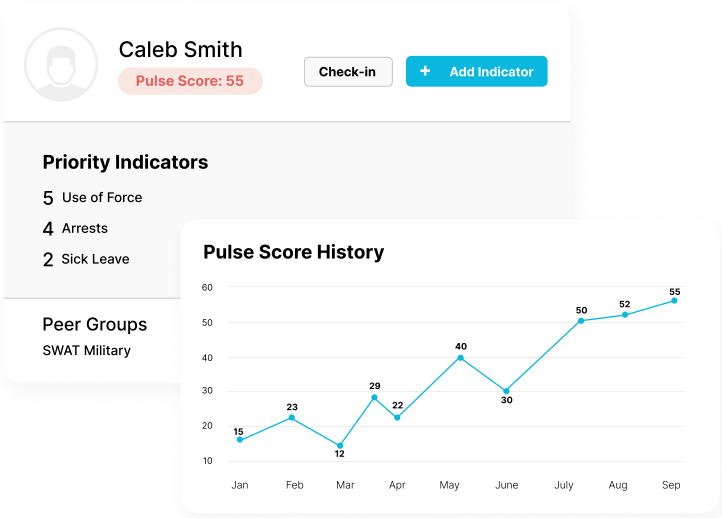 Caleb Smith
Pulse Score: 55
Check-in
+ Add Indicator
Priority Indicators
5 Use of Force
4 Arrests
2 Sick Leave
Peer Groups
SWAT Military
Pulse Score History
60
50
40
30
20
10
15
23
12
29
22
40
30
50
52
55
Jan Feb Mar Apr May June July Aug Sep